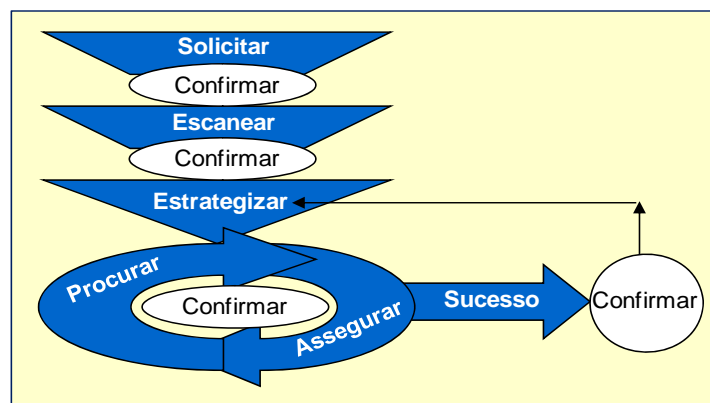 Solicitar
Confirmar
Escanear
Confirmar
Estrategizar
Procurar
Confirmar
Assegurar
Sucesso
Confirmar